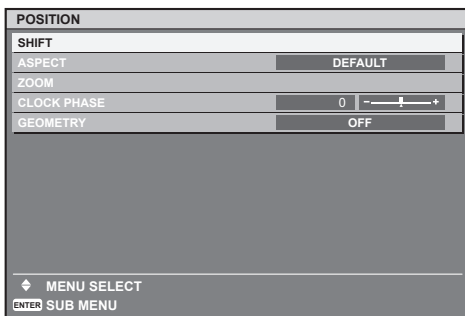 POSITION
SHIFT
ASPECT DEFAULT
ZOOM
CLOCK PHASE 0 - +
GEOMETRY OFF
MENU SELECT
ENTER SUB MENU